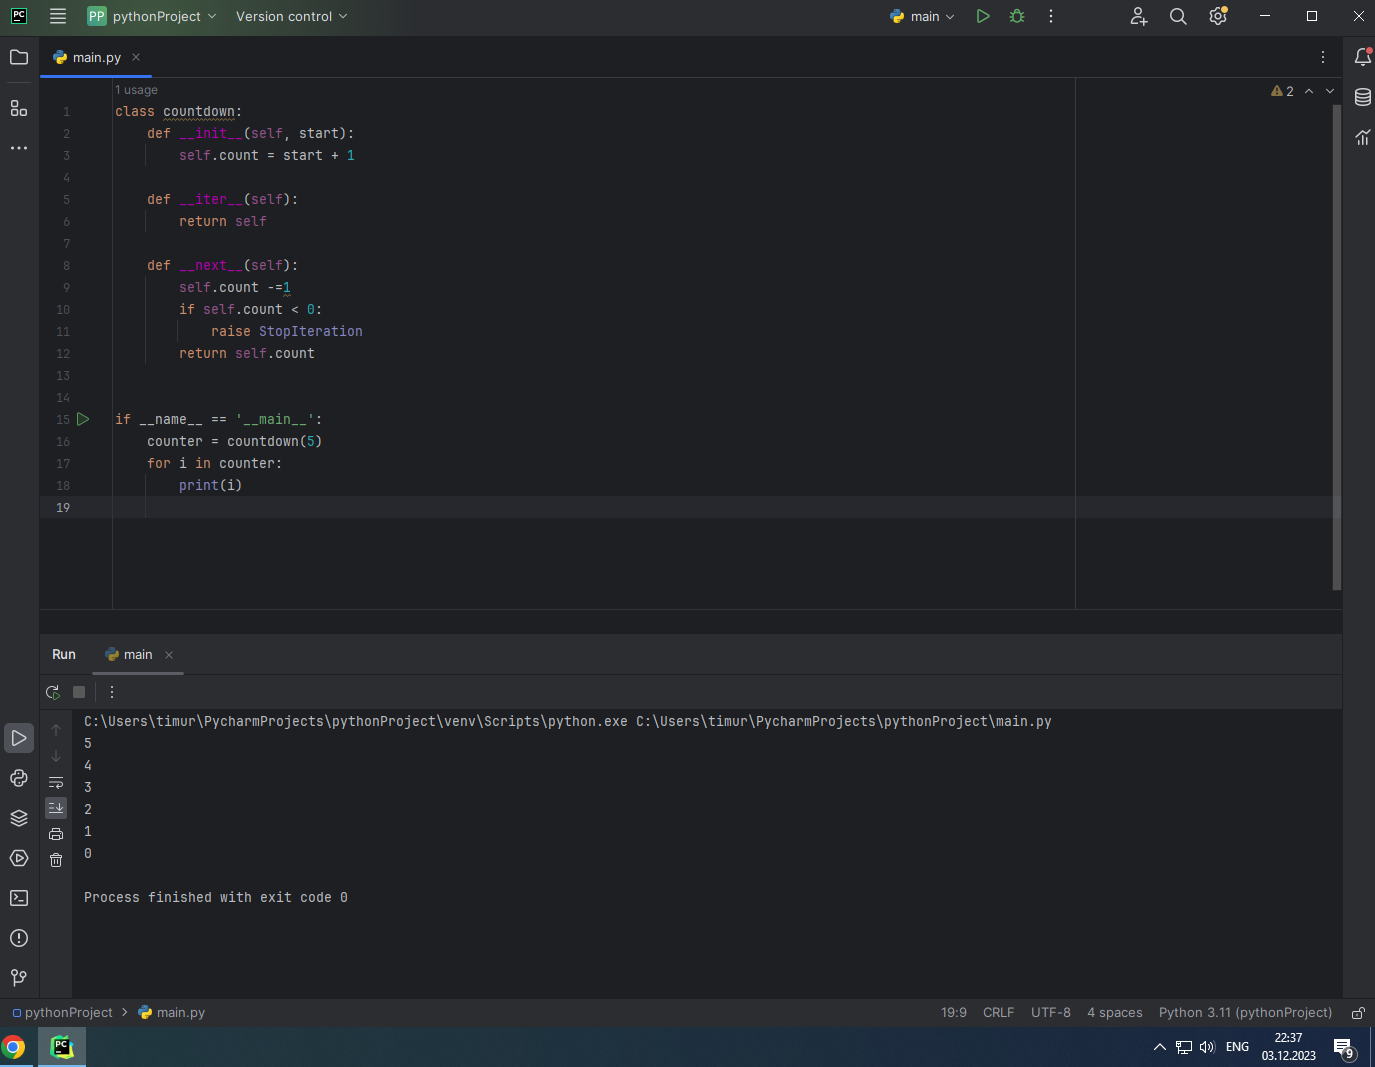 PC
PP pythonProject Version control main
main.py
1 usage
2
1 class countdown:
2     def __init__(self, start):
3         self.count = start + 1
4
5     def __iter__(self):
6         return self
7
8     def __next__(self):
9         self.count -=1
10         if self.count < 0:
11             raise StopIteration
12         return self.count
13
14
15 if __name__ == '__main__':
16     counter = countdown(5)
17     for i in counter:
18         print(i)
19
Run main
C:\Users\timur\PycharmProjects\pythonProject\venv\Scripts\python.exe C:\Users\timur\PycharmProjects\pythonProject\main.py
5
4
3
2
1
0
Process finished with exit code 0
pythonProject > main.py 19:9 CRLF UTF-8 4 spaces Python 3.11 (pythonProject)
PC ENG 22:37
03.12.2023
9